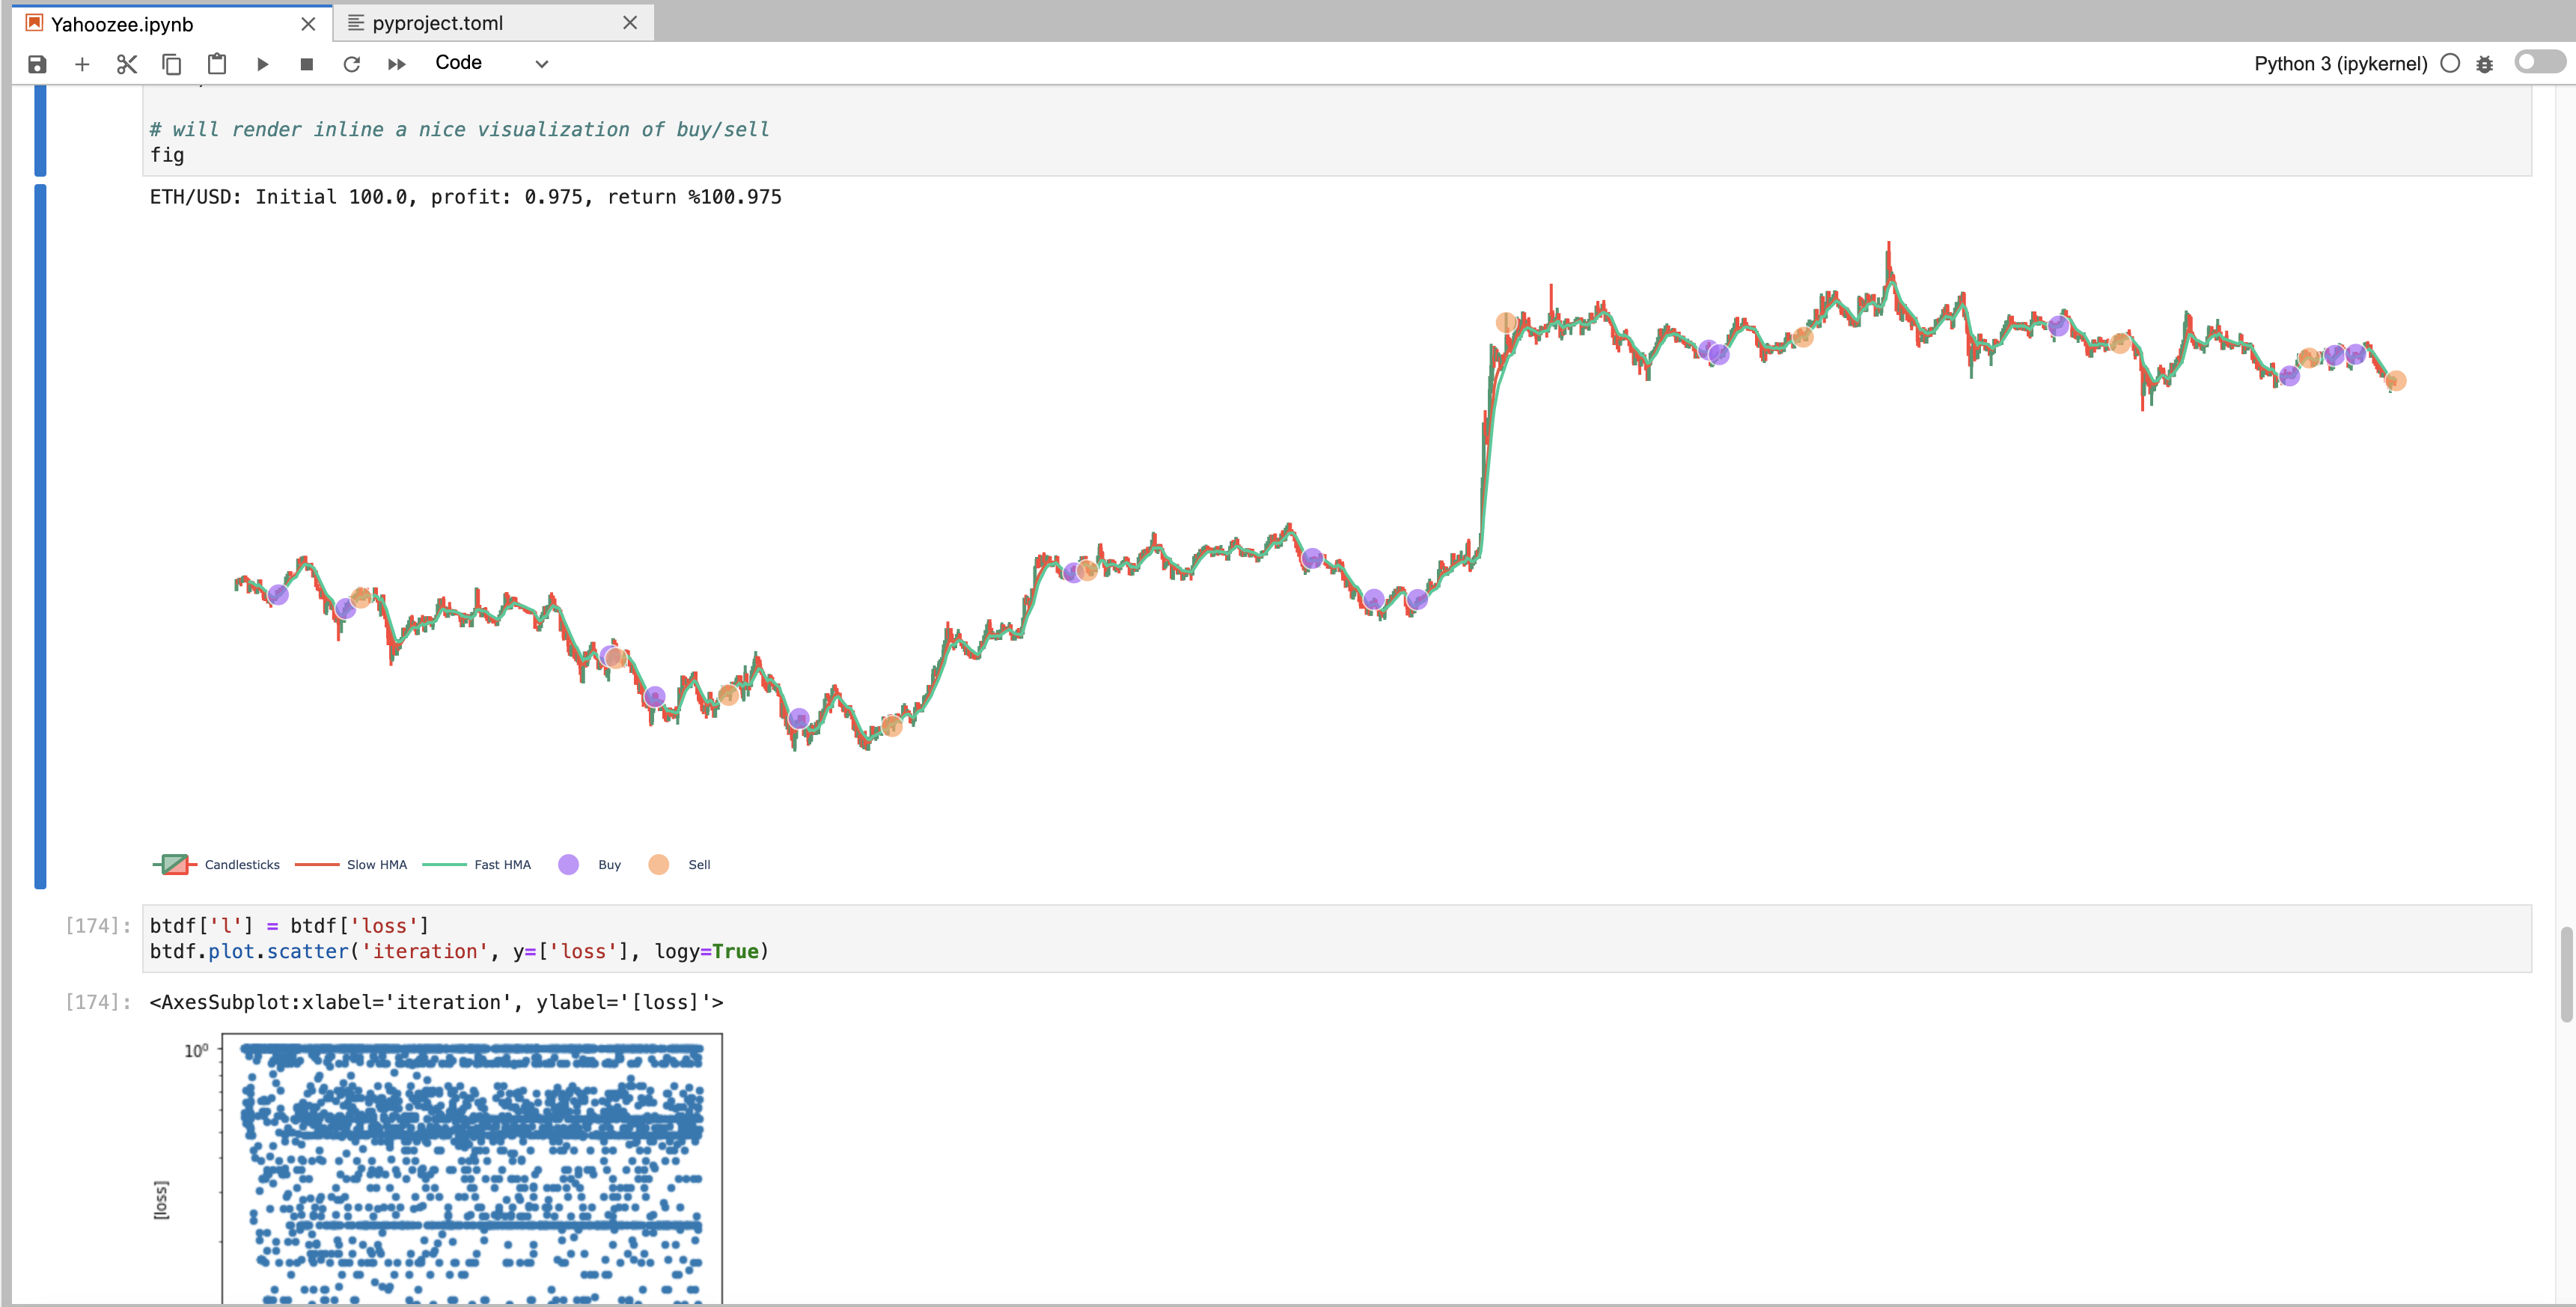 Yahoozee.ipynb
pyproject.toml
Code
Python 3 (ipykernel)
# will render inline a nice visualization of buy/sell
fig
ETH/USD: Initial 100.0, profit: 0.975, return %100.975
Candlesticks
Slow HMA
Fast HMA
Buy
Sell
[174]:
btdf['l'] = btdf['loss']
btdf.plot.scatter('iteration', y=['loss'], logy=True)
[174]:
<AxesSubplot:xlabel='iteration', ylabel='[loss]'>
10⁰
[loss]